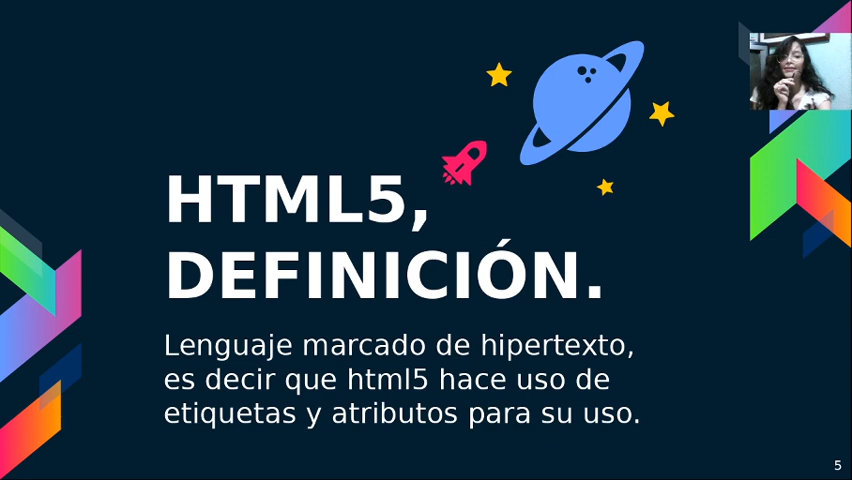 HTML5,
DEFINICIÓN.
Lenguaje marcado de hipertexto,
es decir que html5 hace uso de
etiquetas y atributos para su uso.
5